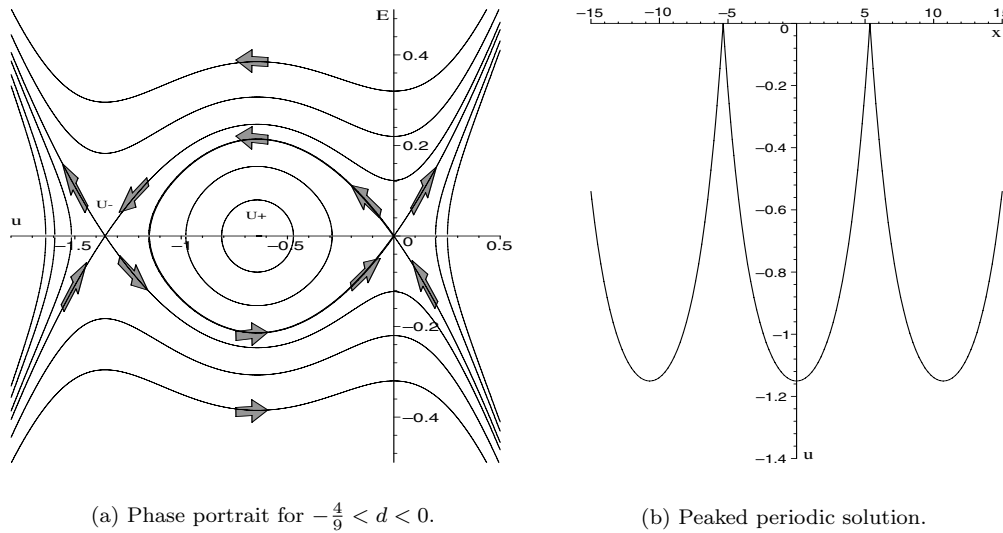 E
0.4
0.2
U-
U+
u
−1.5
−1
−0.5
0
0.5
−0.2
−0.4
(a) Phase portrait for $-\frac{4}{9} < d < 0$.
−15
−10
−5
0
5
10
15
x
−0.2
−0.4
−0.6
−0.8
−1
−1.2
−1.4
u
(b) Peaked periodic solution.